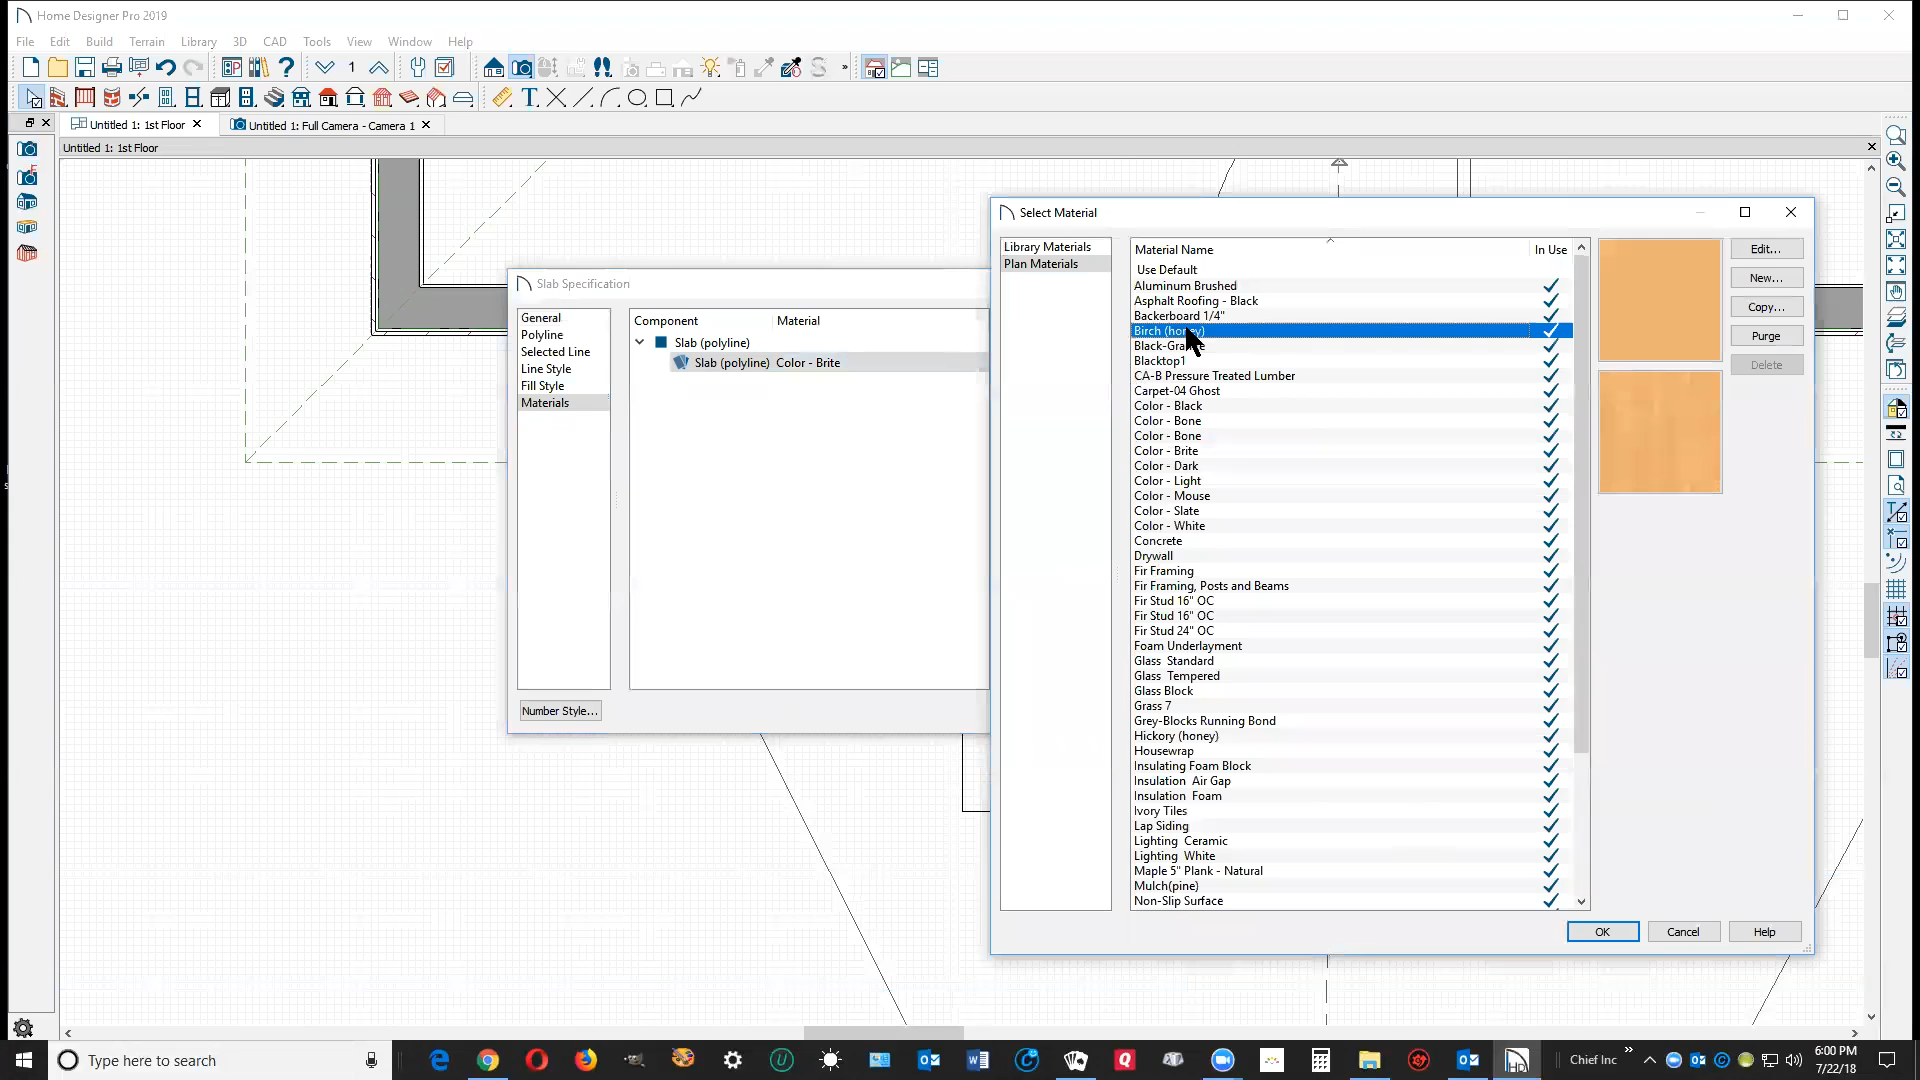 Home Designer Pro 2019
File Edit Build Terrain Library 3D CAD Tools View Window Help
1
Untitled 1: 1st Floor
Untitled 1: Full Camera - Camera 1
Untitled 1: 1st Floor
Slab Specification
General
Polyline
Selected Line
Line Style
Fill Style
Materials
Component Material
Slab (polyline)
Slab (polyline) Color - Brite
Number Style...
Select Material
Library Materials
Plan Materials
Material Name In Use
Use Default
Aluminum Brushed
Asphalt Roofing - Black
Backerboard 1/4"
Birch (honey)
Black-Granite
Blacktop1
CA-B Pressure Treated Lumber
Carpet-04 Ghost
Color - Black
Color - Bone
Color - Bone
Color - Brite
Color - Dark
Color - Light
Color - Mouse
Color - Slate
Color - White
Concrete
Drywall
Fir Framing
Fir Framing, Posts and Beams
Fir Stud 16" OC
Fir Stud 16" OC
Fir Stud 24" OC
Foam Underlayment
Glass Standard
Glass Tempered
Glass Block
Grass 7
Grey-Blocks Running Bond
Hickory (honey)
Housewrap
Insulating Foam Block
Insulation Air Gap
Insulation Foam
Ivory Tiles
Lap Siding
Lighting Ceramic
Lighting White
Maple 5" Plank - Natural
Mulch(pine)
Non-Slip Surface
Edit...
New...
Copy...
Purge
Delete
OK Cancel Help
Type here to search
Chief Inc
6:00 PM
7/22/18